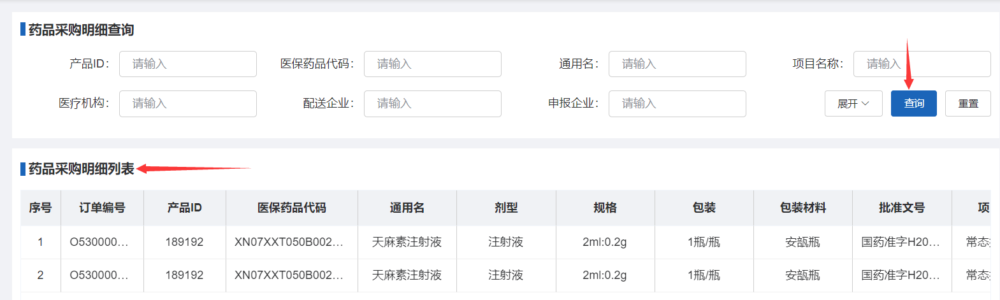 药品采购明细查询
产品ID： 请输入 医保药品代码： 请输入 通用名： 请输入 项目名称： 请输入
医疗机构： 请输入 配送企业： 请输入 申报企业： 请输入 展开 查询 重置
药品采购明细列表
序号 订单编号 产品ID 医保药品代码 通用名 剂型 规格 包装 包装材料 批准文号 项
1 O530000... 189192 XN07XXT050B002... 天麻素注射液 注射液 2ml:0.2g 1瓶/瓶 安瓿瓶 国药准字H20... 常态
2 O530000... 189192 XN07XXT050B002... 天麻素注射液 注射液 2ml:0.2g 1瓶/瓶 安瓿瓶 国药准字H20... 常态